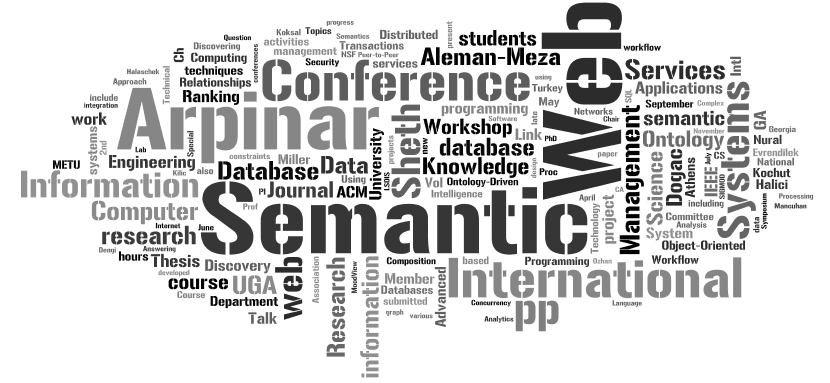 progress
Question
Koksal
Topics
Distributed
present
students
Web
workflow
Discovering
activities
Semantics
Transactions
Ch
Computing
conferences
management
NSF
Peer-to-Peer
Aleman-Meza
Halaschek
Technical
techniques
Security
services
Services
Intl
Approach
Relationships
Conference
using
Turkey
Applications
SQL
include
Ranking
May
integration
Arpinar
programming
Networks
September
Complex
Systems
work
Software
late
Chair
semantic
GA
2nd
Lab
Special
Sheth
new
Workshop
Link
PhD
November
Georgia
systems
University
projects
database
Ontology
Nural
METU
Engineering
also
constraints
Miller
Data
paper
Management
July
CS
Evrendilek
Kilic
Database
Using
LSDIS
Knowledge
design
Proc
Science
Dogac
Athens
National
Information
PI
Journal
ACM
Vol
Ontology-Driven
CA
IEEE
SIGMOD
Kochut
Halici
Intelligence
April
including
Processing
Computer
Prof
Semantic
Technology
project
Committee
data
Symposium
Mancuhan
Internet
June
Analysis
research
System
Dengi
Answering
Object-Oriented
hours
Thesis
Discovery
web
Association
Research
MoodView
information
Composition
based
Programming
Ozhan
Workflow
developed
course
UGA
Member
Advanced
International
Course
Department
Databases
submitted
Concurrency
Language
Talk
graph
various
Analytics
pp